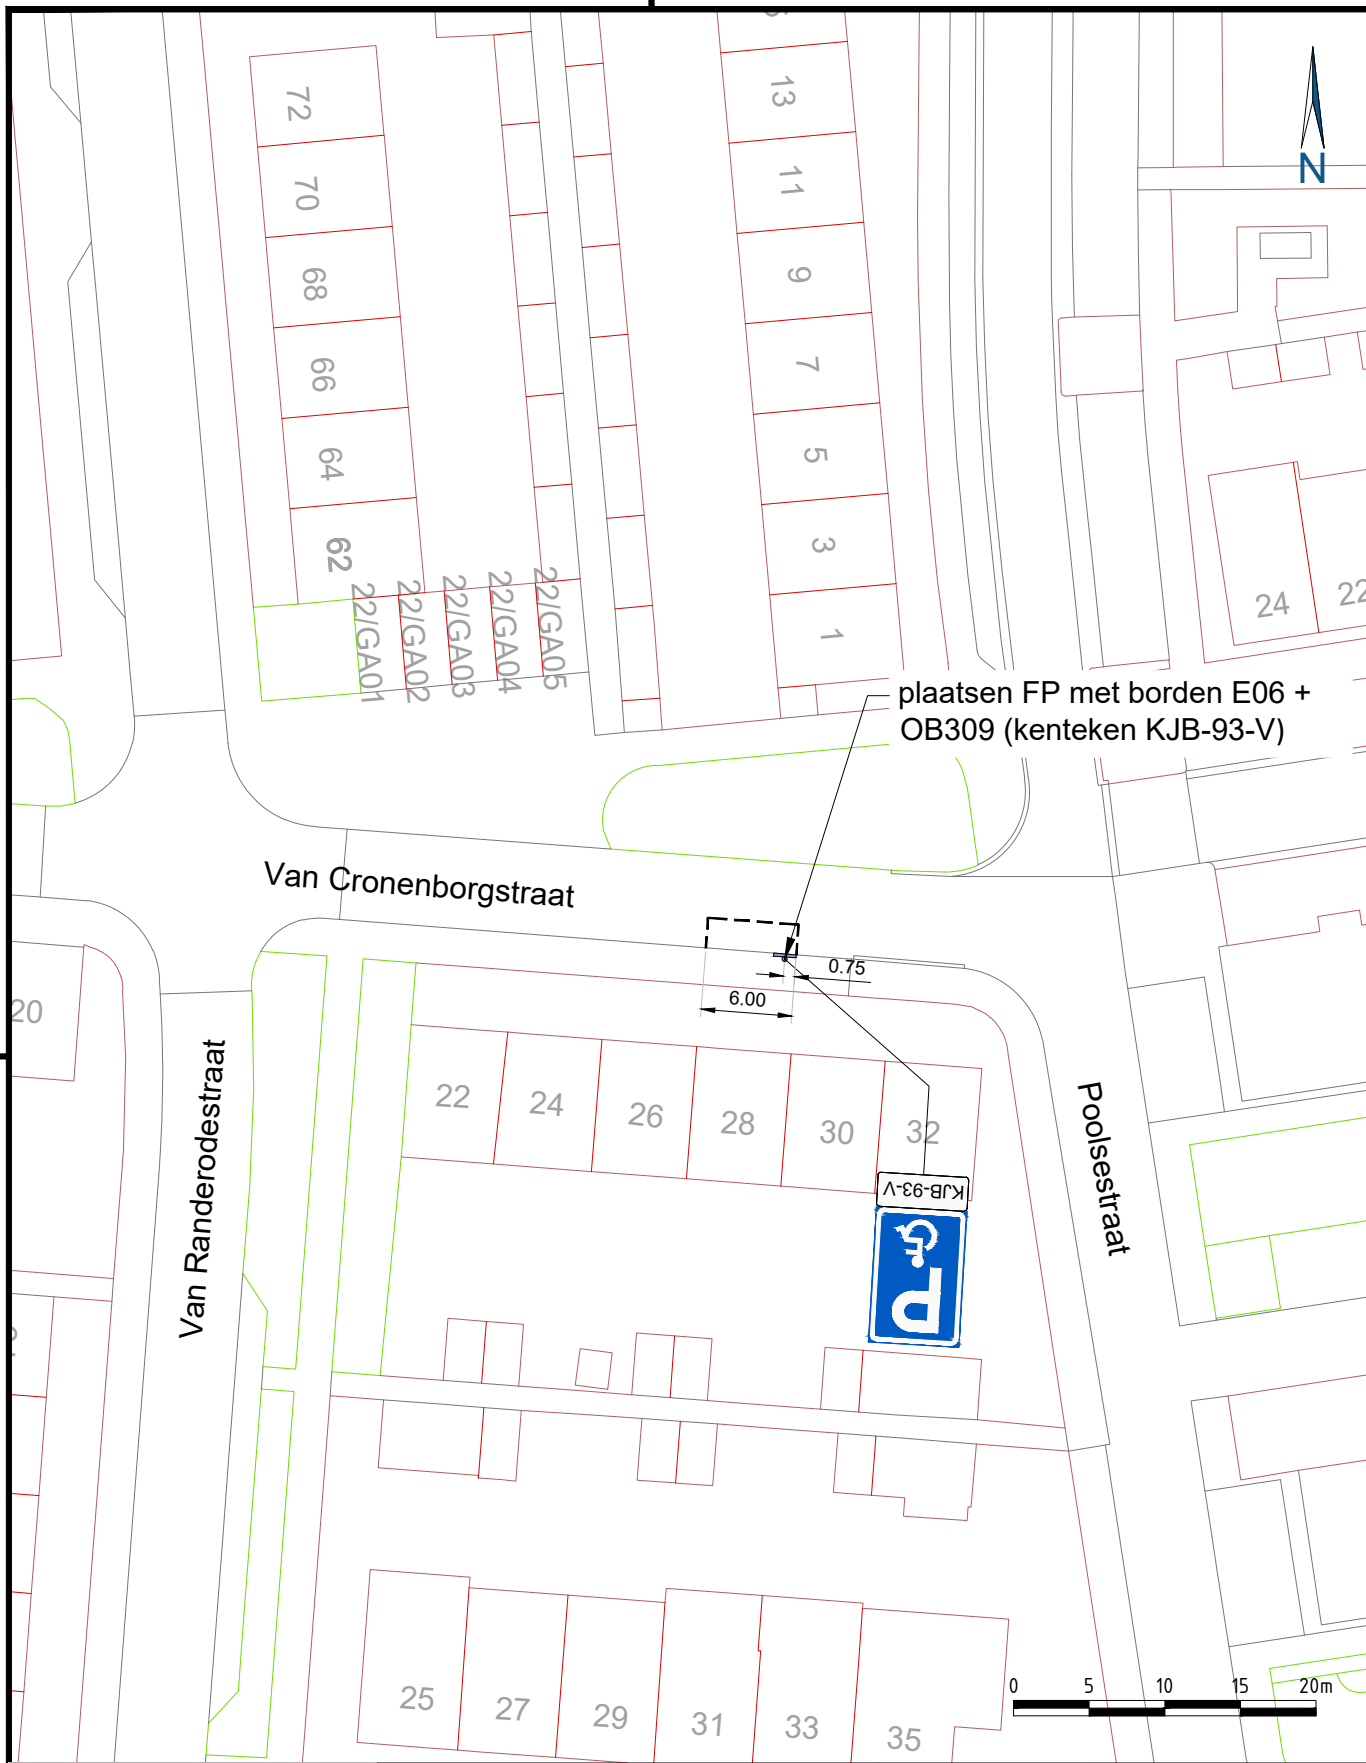 72
70
68
66
64
62
22/GA01
22/GA02
22/GA03
22/GA04
22/GA05
13
11
9
7
5
3
1
N
24
22
plaatsen FP met borden E06 +
OB309 (kenteken KJB-93-V)
Van Cronenborgstraat
0.75
6.00
20
22
24
26
28
30
32
KJB-93-V
P
Van Randerodestraat
Poolsestraat
25
27
29
31
33
35
0 5 10 15 20m